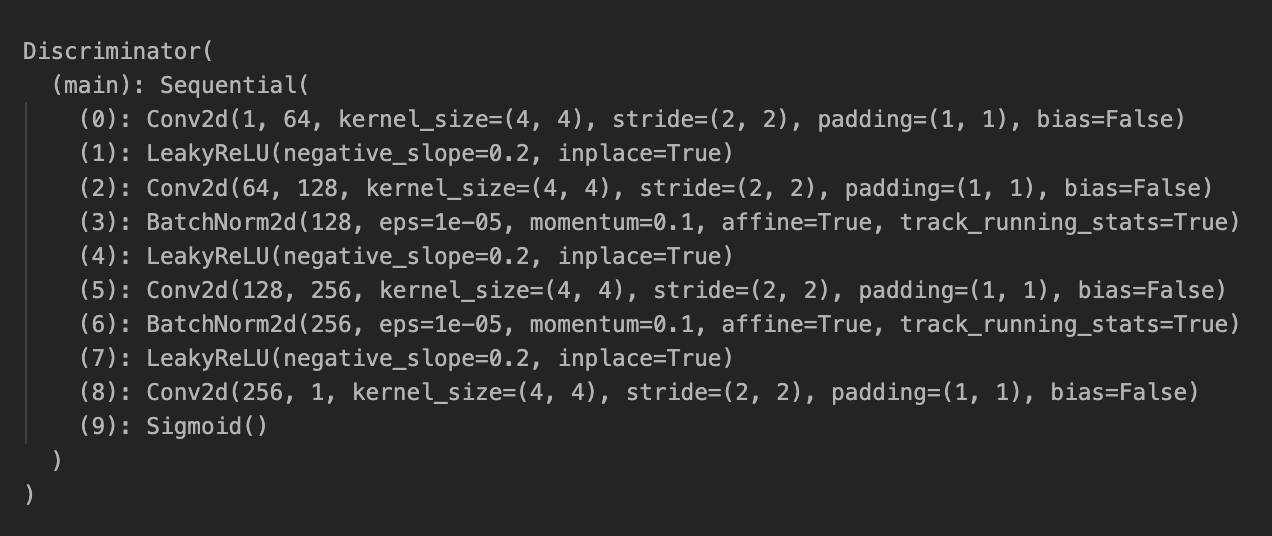 Discriminator(
  (main): Sequential(
    (0): Conv2d(1, 64, kernel_size=(4, 4), stride=(2, 2), padding=(1, 1), bias=False)
    (1): LeakyReLU(negative_slope=0.2, inplace=True)
    (2): Conv2d(64, 128, kernel_size=(4, 4), stride=(2, 2), padding=(1, 1), bias=False)
    (3): BatchNorm2d(128, eps=1e-05, momentum=0.1, affine=True, track_running_stats=True)
    (4): LeakyReLU(negative_slope=0.2, inplace=True)
    (5): Conv2d(128, 256, kernel_size=(4, 4), stride=(2, 2), padding=(1, 1), bias=False)
    (6): BatchNorm2d(256, eps=1e-05, momentum=0.1, affine=True, track_running_stats=True)
    (7): LeakyReLU(negative_slope=0.2, inplace=True)
    (8): Conv2d(256, 1, kernel_size=(4, 4), stride=(2, 2), padding=(1, 1), bias=False)
    (9): Sigmoid()
  )
)